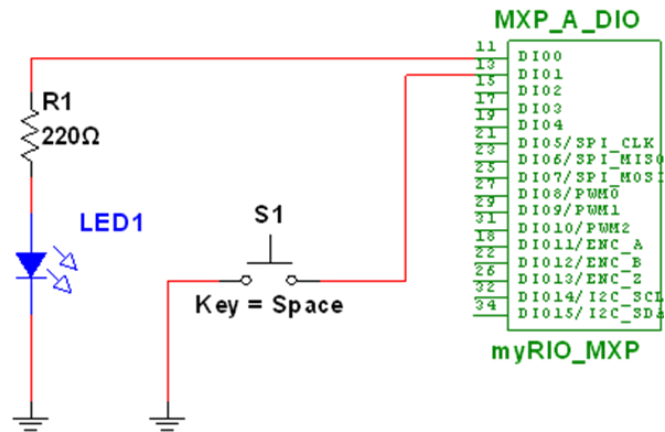 MXP_A_DIO
11 DIO0
13 DIO1
15 DIO2
17 DIO3
19 DIO4
21 DIO5/SPI_CLK
23 DIO6/SPI_MISO
25 DIO7/SPI_MOSI
27 DIO8/PWM0
29 DIO9/PWM1
31 DIO10/PWM2
18 DIO11/ENC_A
22 DIO12/ENC_B
26 DIO13/ENC_Z
32 DIO14/I2C_SCL
34 DIO15/I2C_SDA
myRIO_MXP
R1
220Ω
LED1
S1
Key = Space